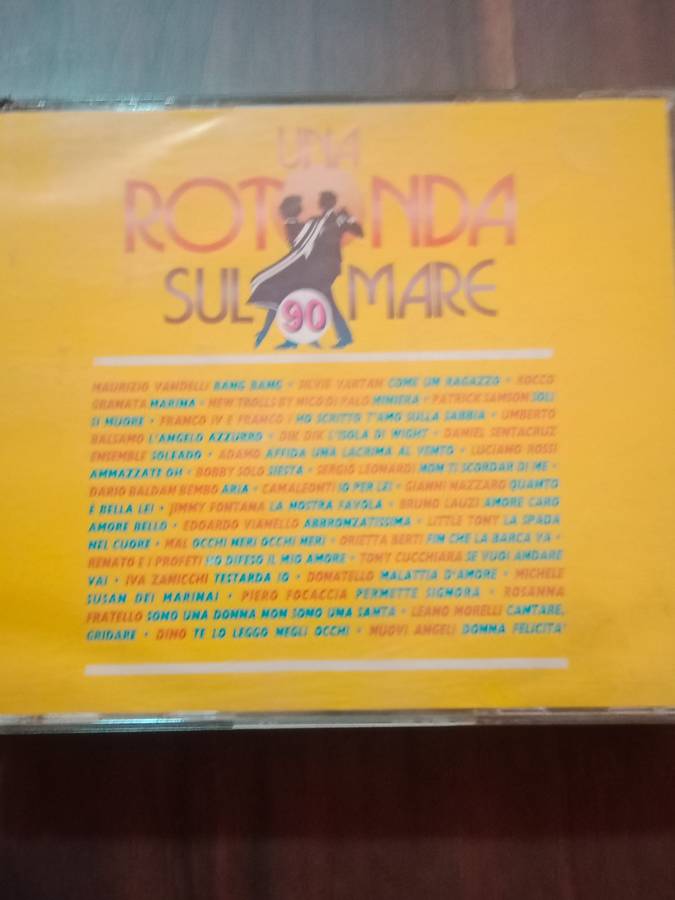 UNA
ROTONDA
SUL 90 MARE
MAURIZIO VANDELLI BANG BANG • SILVIE VARTAN COME UN RAGAZZO • ROCCO
GRANATA MARINA • NEW TROLLS BY NICO DI PALO MINIERA • PATRICK SAMSON SOLI
SI MUORE • FRANCO IV E FRANCO I HO SCRITTO T'AMO SULLA SABBIA • UMBERTO
BALSAMO L'ANGELO AZZURRO • DIK DIK L'ISOLA DI WIGHT • DANIEL SENTACRUZ
ENSEMBLE SOLEADO • ADAMO AFFIDA UNA LACRIMA AL VENTO • LUCIANO ROSSI
AMMAZZATE OH • BOBBY SOLO SIESTA • SERGIO LEONARDI NON TI SCORDAR DI ME •
DARIO BALDAN BEMBO ARIA • CAMALEONTI IO PER LEI • GIANNI NAZZARO QUANTO
È BELLA LEI • JIMMY FONTANA LA NOSTRA FAVOLA • BRUNO LAUZI AMORE CARO
AMORE BELLO • EDOARDO VIANELLO ABBRONZATISSIMA • LITTLE TONY LA SPADA
NEL CUORE • MAL OCCHI NERI OCCHI NERI • ORIETTA BERTI FIN CHE LA BARCA VA •
RENATO E I PROFETI HO DIFESO IL MIO AMORE • TONY CUCCHIARA SE VUOI ANDARE
VAI • IVA ZANICCHI TESTARDA IO • DONATELLO MALATTIA D'AMORE • MICHELE
SUSAN DEI MARINAI • PIERO FOCACCIA PERMETTE SIGNORA • ROSANNA
FRATELLO SONO UNA DONNA NON SONO UNA SANTA • LEANO MORELLI CANTARE,
GRIDARE • DINO TE LO LEGGO NEGLI OCCHI • NUOVI ANGELI DONNA FELICITA'